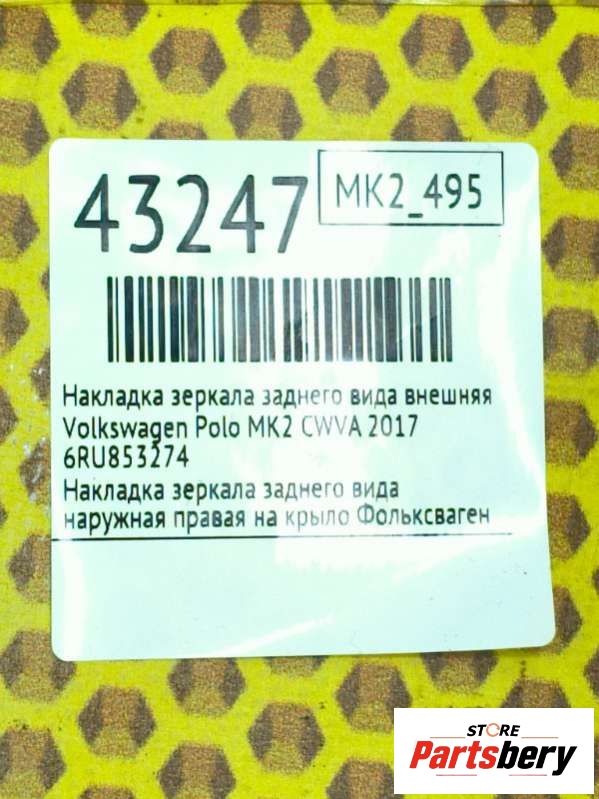 43247
MK2_495
Накладка зеркала заднего вида внешняя
Volkswagen Polo MK2 CWVA 2017
6RU853274
Накладка зеркала заднего вида
наружная правая на крыло Фольксваген
STORE
Partsbery